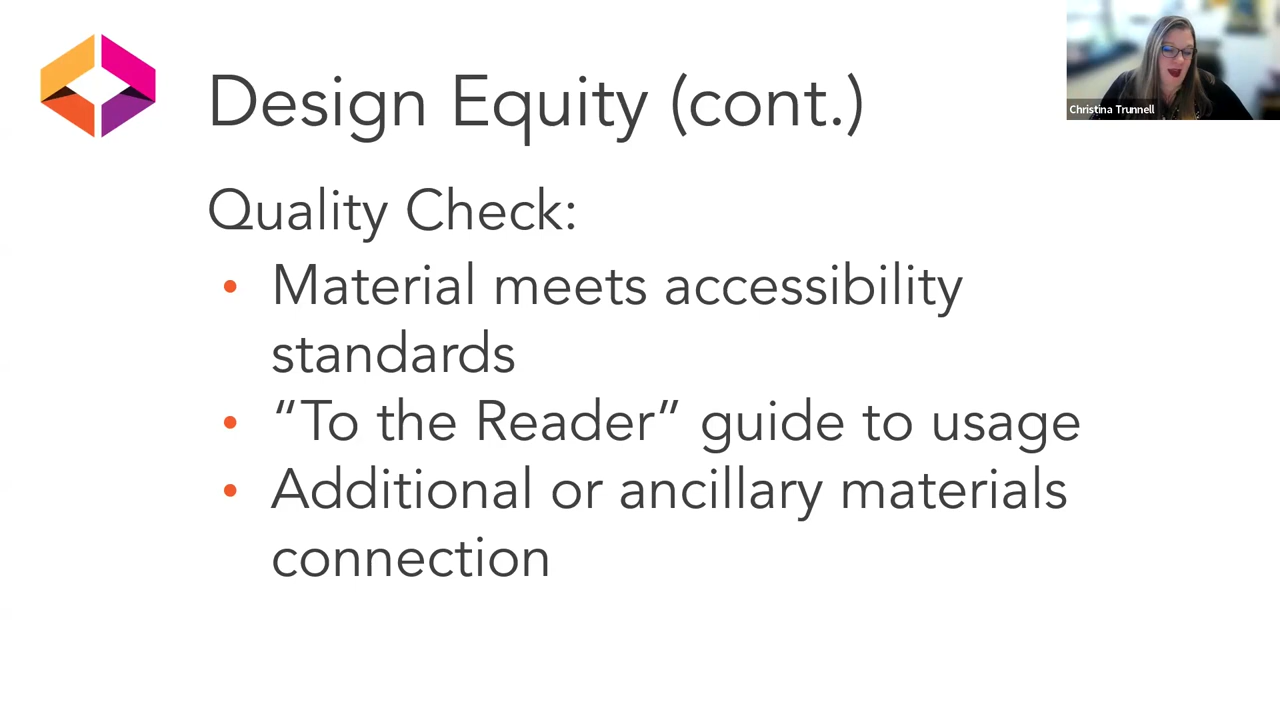 Design Equity (cont.)
Christina Trunnell
Quality Check:
• Material meets accessibility
standards
• “To the Reader” guide to usage
• Additional or ancillary materials
connection